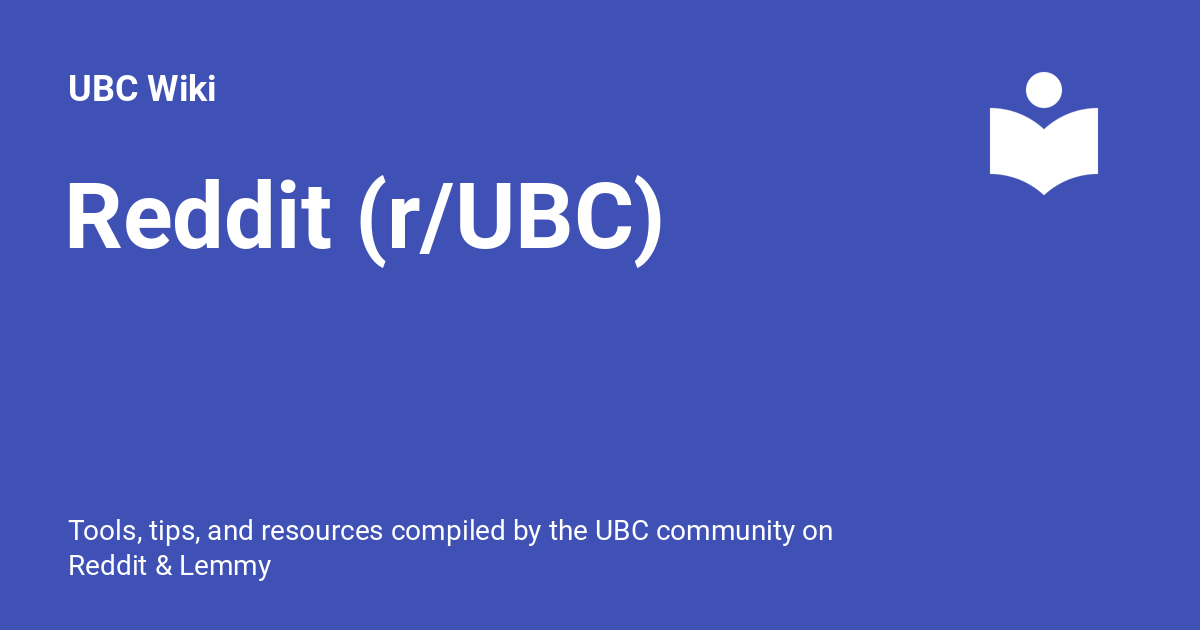 UBC Wiki
Reddit (r/UBC)
Tools, tips, and resources compiled by the UBC community on
Reddit & Lemmy